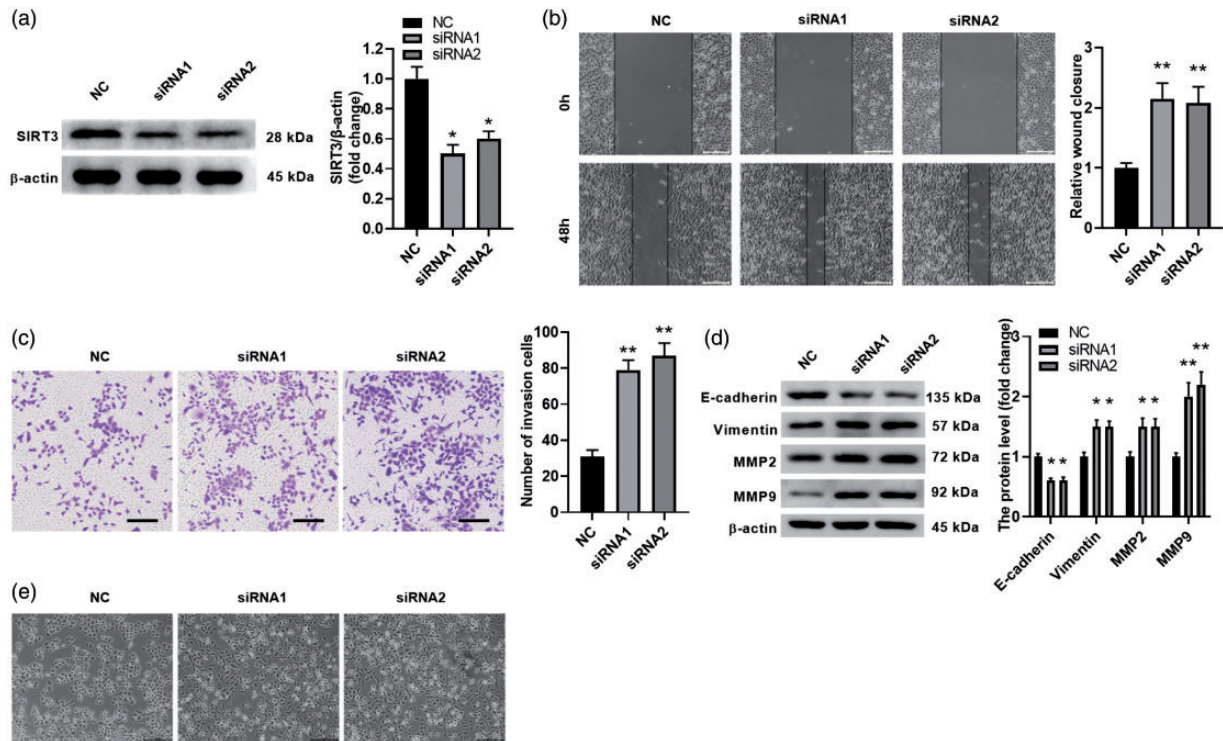 (a)
NC
siRNA1
siRNA2
SIRT3
28 kDa
β-actin
45 kDa
NC
siRNA1
siRNA2
SIRT3/β-actin
(fold change)
1.2
1.0
0.8
0.6
0.4
0.2
0.0
*
*
NC
siRNA1
siRNA2
(b)
NC
siRNA1
siRNA2
0h
48h
Relative wound closure
3
2
1
0
**
**
NC
siRNA1
siRNA2
(c)
NC
siRNA1
siRNA2
Number of invasion cells
100
80
60
40
20
0
**
**
NC
siRNA1
siRNA2
(d)
NC
siRNA1
siRNA2
E-cadherin 135 kDa
Vimentin 57 kDa
MMP2 72 kDa
MMP9 92 kDa
β-actin 45 kDa
The protein level (fold change)
3
2
1
0
NC
siRNA1
siRNA2
* *
* *
* *
**
**
E-cadherin
Vimentin
MMP2
MMP9
(e)
NC
siRNA1
siRNA2